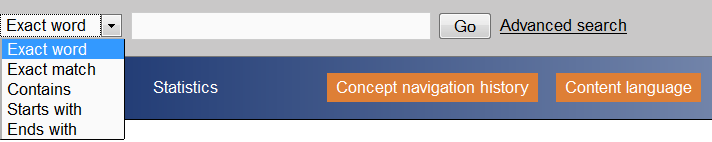 Exact word Go Advanced search
Exact word
Exact match
Contains
Starts with
Ends with
Statistics Concept navigation history Content language